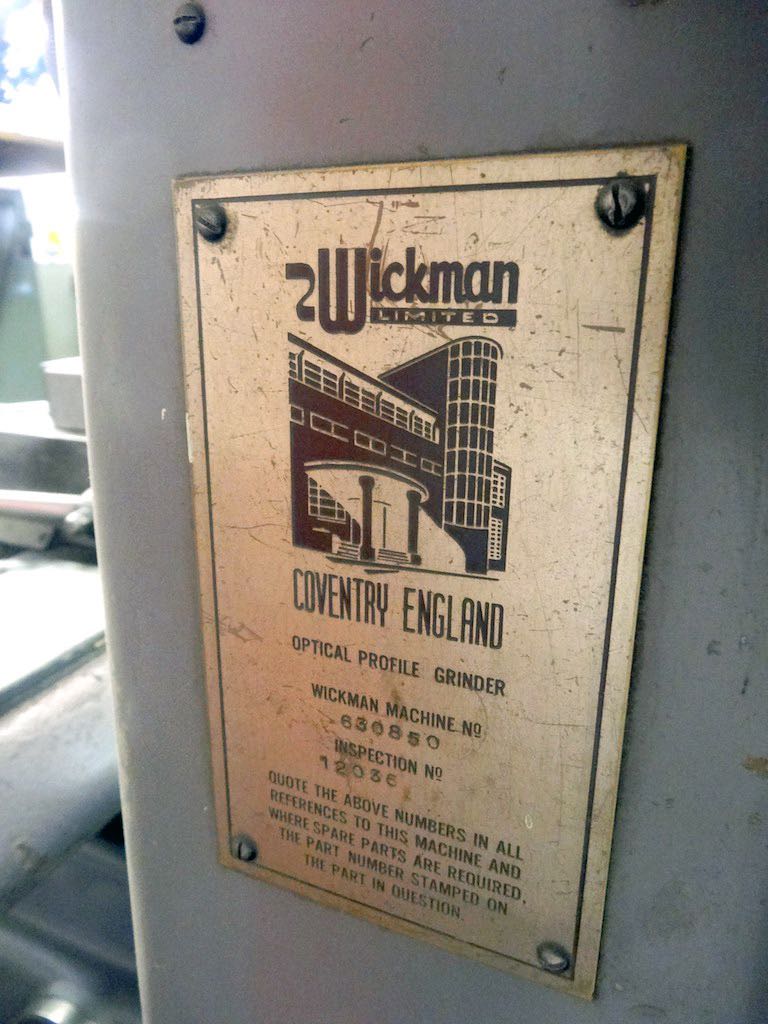 Wickman
LIMITED
COVENTRY ENGLAND
OPTICAL PROFILE GRINDER
WICKMAN MACHINE Nº
630850
INSPECTION Nº
12036
QUOTE THE ABOVE NUMBERS IN ALL
REFERENCES TO THIS MACHINE AND
WHERE SPARE PARTS ARE REQUIRED,
THE PART NUMBER STAMPED ON
THE PART IN QUESTION.